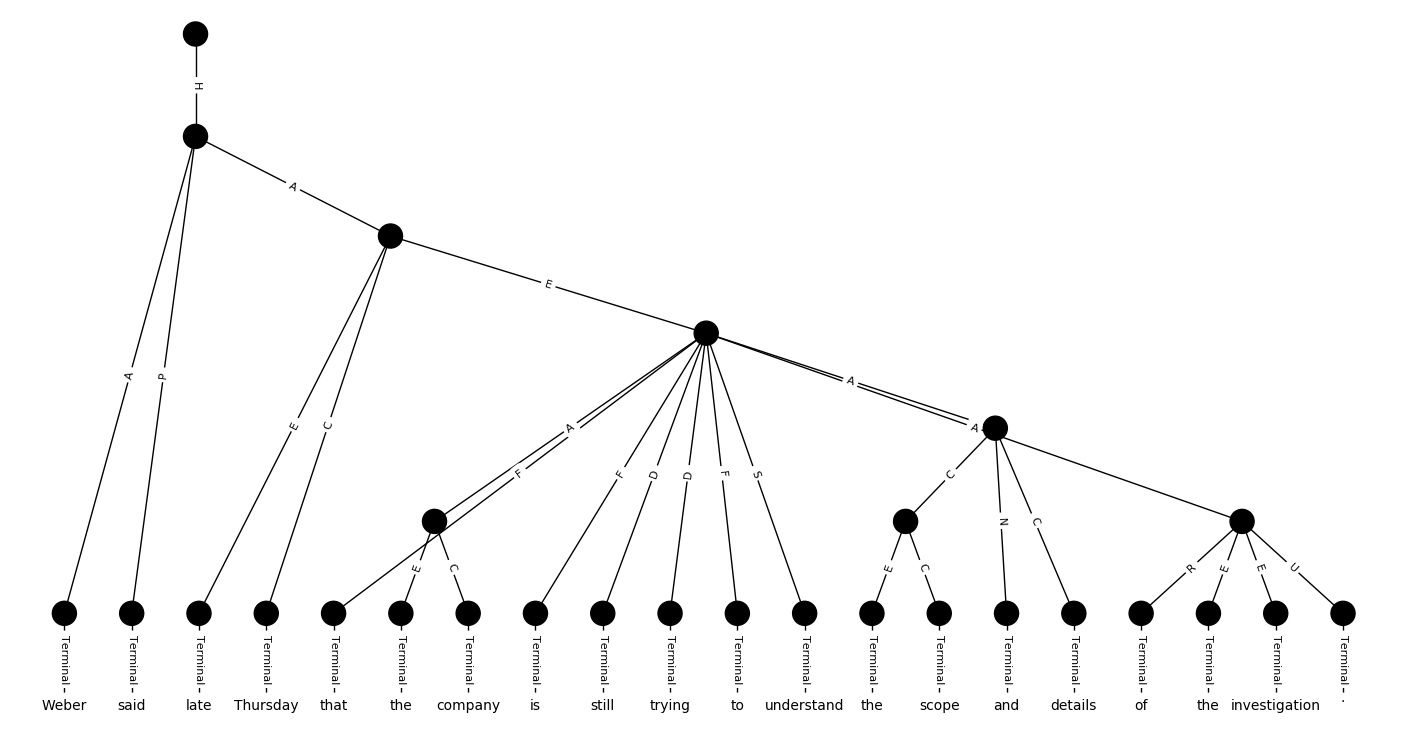 H
A
E
A
A
P
E
C
A
F
F
D
D
F
S
A
C
N
C
E
C
E
C
R
E
E
U
Terminal Terminal Terminal Terminal Terminal Terminal Terminal Terminal Terminal Terminal Terminal Terminal Terminal Terminal Terminal Terminal Terminal Terminal Terminal Terminal
Weber said late Thursday that the company is still trying to understand the scope and details of the investigation .